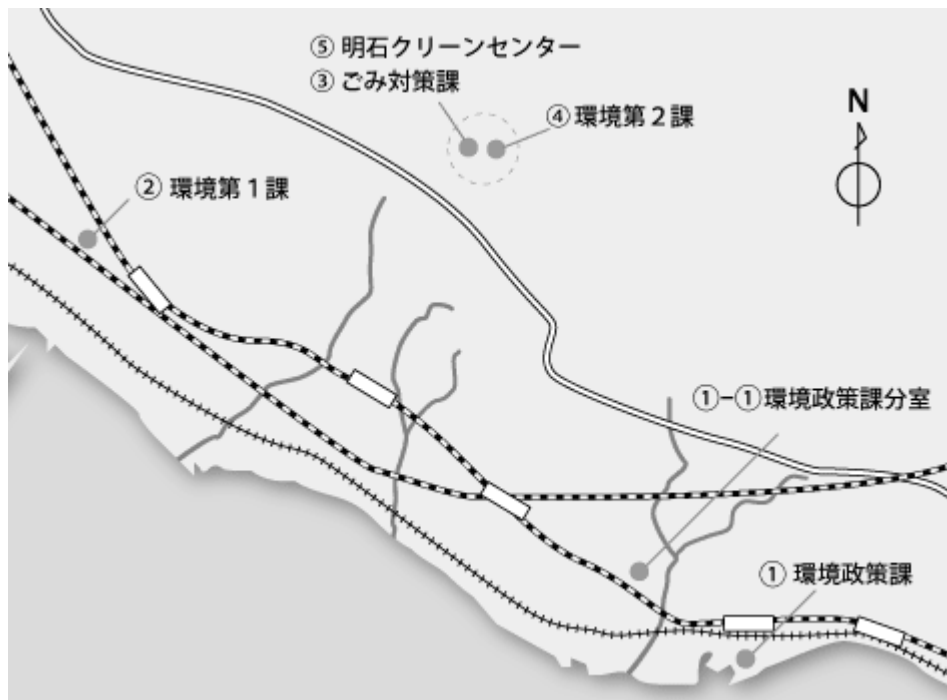 ⑤ 明石クリーンセンター
③ ごみ対策課
④ 環境第２課
N
② 環境第１課
①−① 環境政策課分室
① 環境政策課